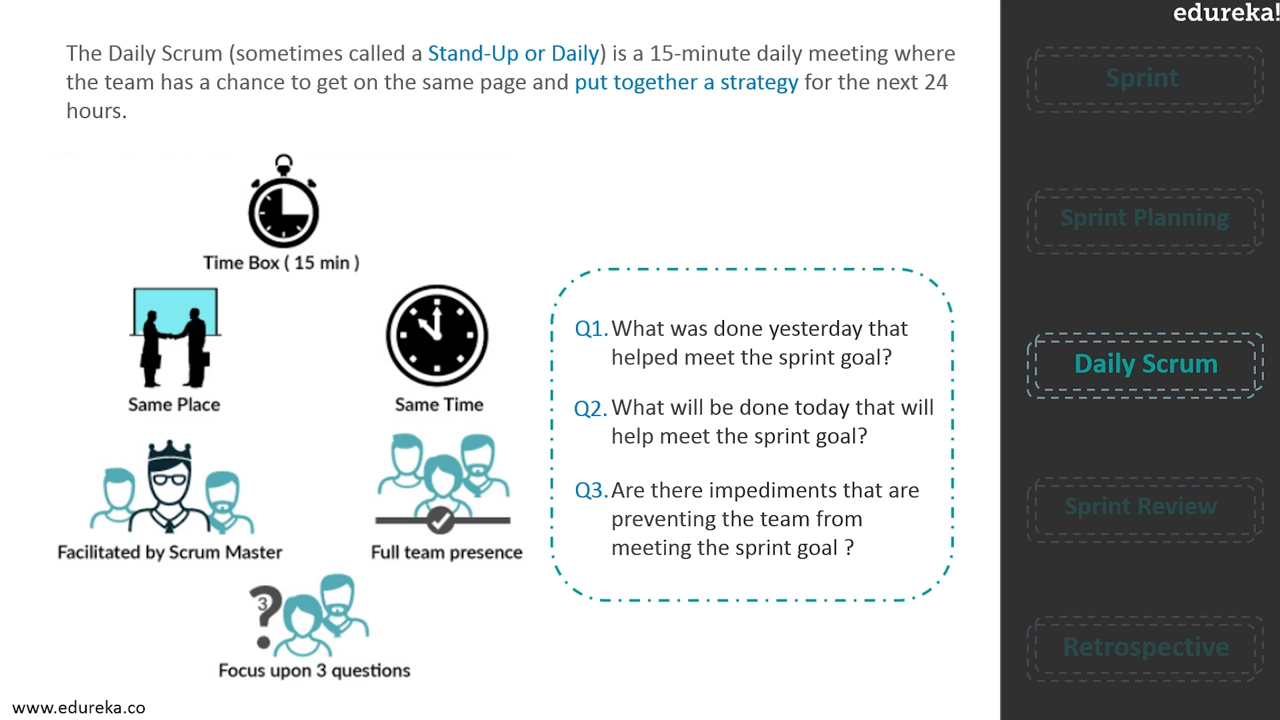 edureka!
The Daily Scrum (sometimes called a Stand-Up or Daily) is a 15-minute daily meeting where
the team has a chance to get on the same page and put together a strategy for the next 24
hours.
Time Box ( 15 min )
Same Place
Same Time
Facilitated by Scrum Master
Full team presence
3
Focus upon 3 questions
Q1. What was done yesterday that
helped meet the sprint goal?
Q2. What will be done today that will
help meet the sprint goal?
Q3. Are there impediments that are
preventing the team from
meeting the sprint goal ?
Sprint
Sprint Planning
Daily Scrum
Sprint Review
Retrospective
www.edureka.co